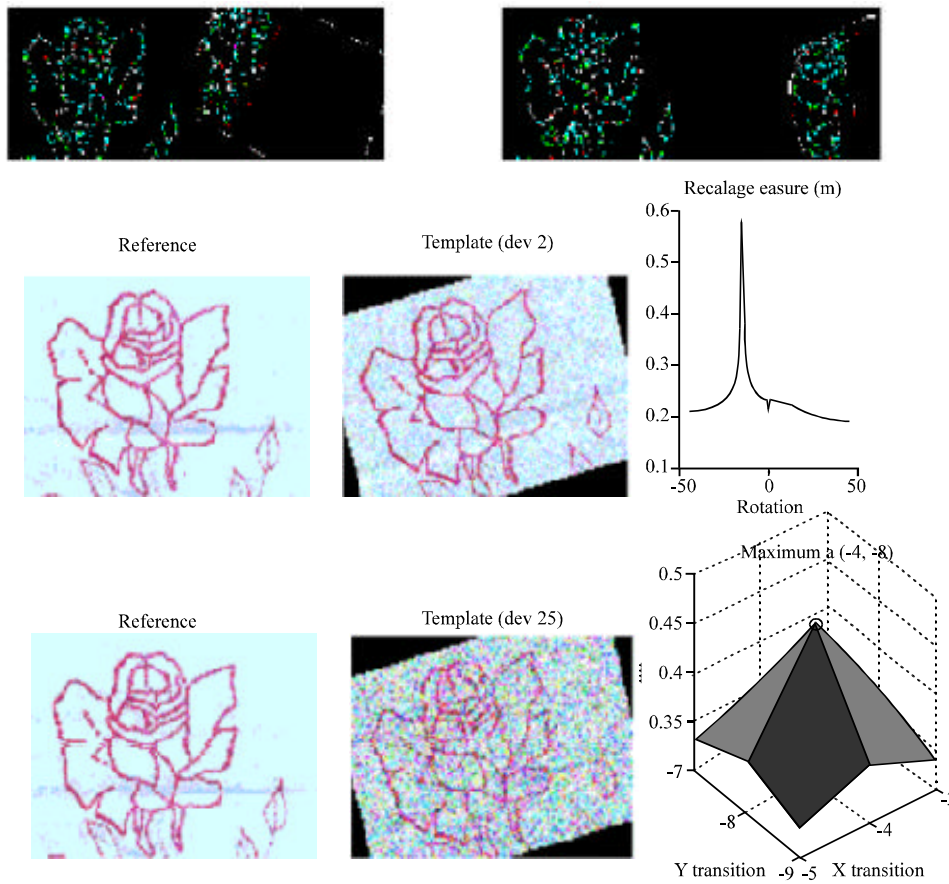 Recalage easure (m)
Reference
Template (dev 2)
0.6
0.5
0.4
0.3
0.2
0.1
-50
0
50
Rotation
Maximum a (-4, -8)
Reference
Template (dev 25)
0.5
0.45
0.4
0.35
-7
-8
-9
-5
-4
Y transition
X transition